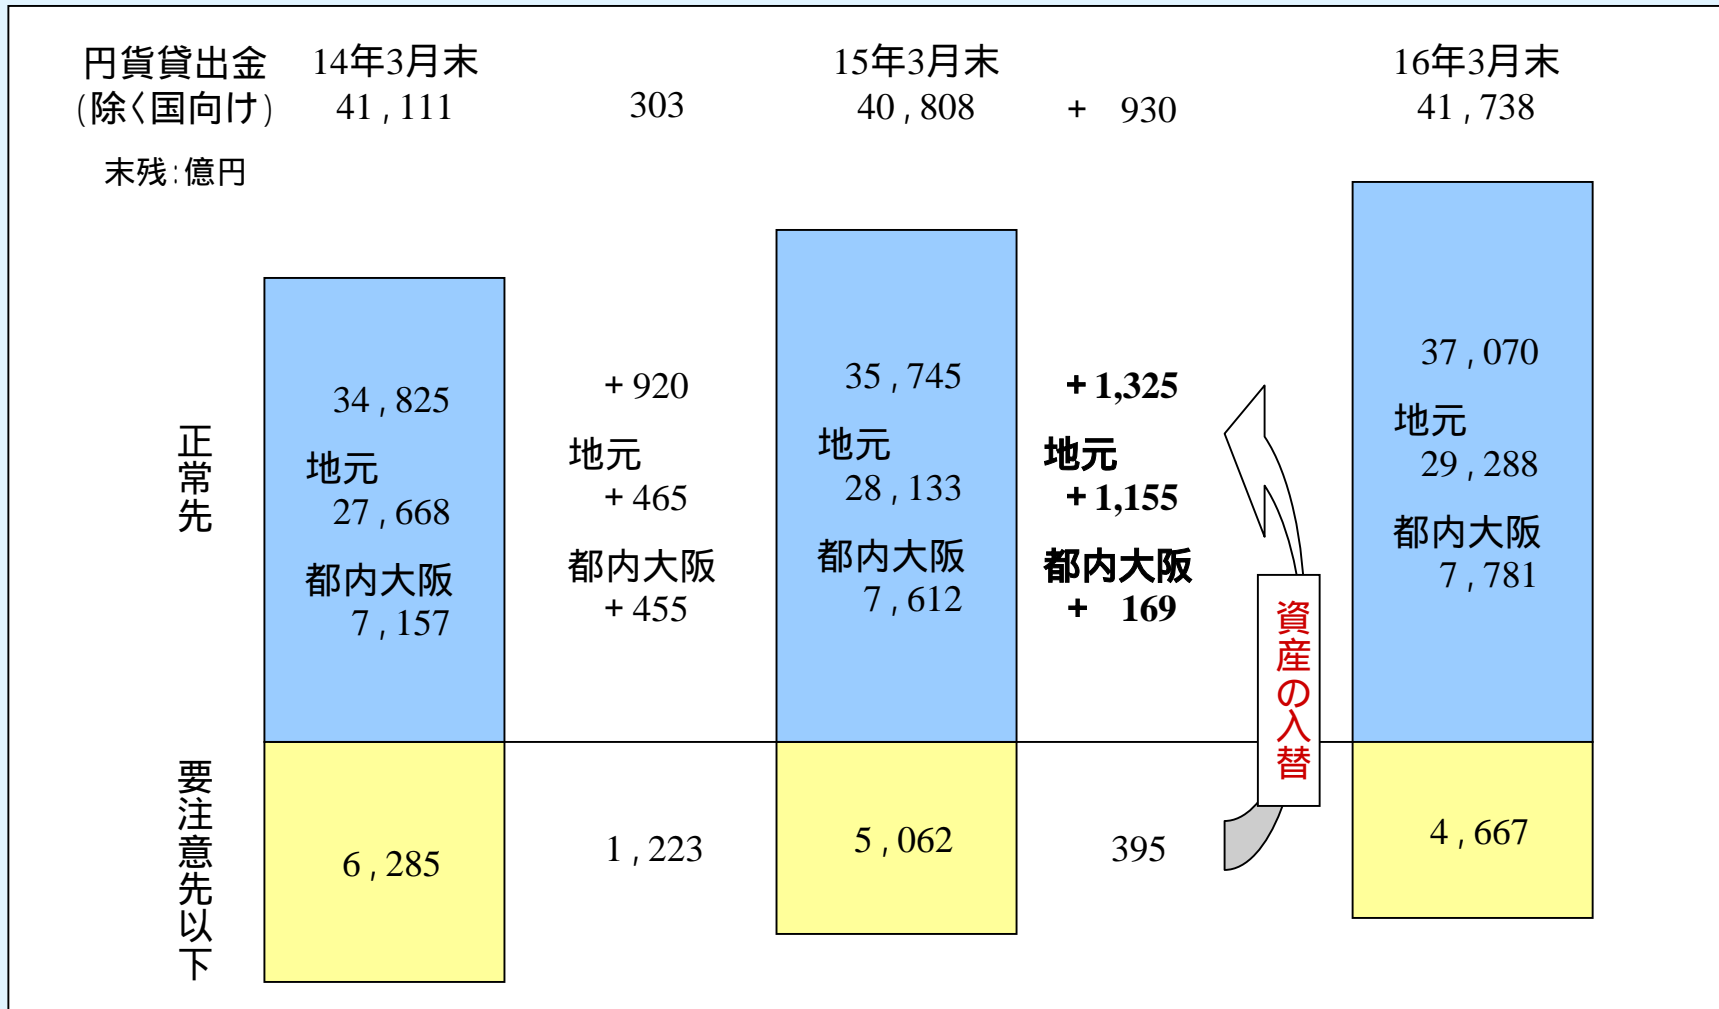 円貨貸出金 14年3月末 15年3月末 16年3月末
(除く国向け) 41,111 303 40,808 + 930 41,738
末残:億円
正常先
34,825
地元
27,668
都内大阪
7,157
+920
地元
+465
都内大阪
+455
35,745
地元
28,133
都内大阪
7,612
+1,325
地元
+1,155
都内大阪
+ 169
資産の入替
37,070
地元
29,288
都内大阪
7,781
要注意先以下
6,285
1,223
5,062
395
4,667